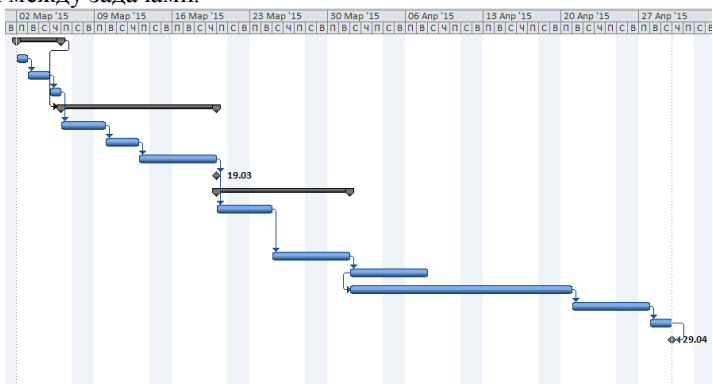 между задачами.
02 Мар '15 09 Мар '15 16 Мар '15 23 Мар '15 30 Мар '15 06 Апр '15 13 Апр '15 20 Апр '15 27 Апр '15
В П В С Ч П С В П В С Ч П С В П В С Ч П С В П В С Ч П С В П В С Ч П С В П В С Ч П С В П В С Ч П С В П В С Ч П С В П В С Ч П С В
19.03
29.04